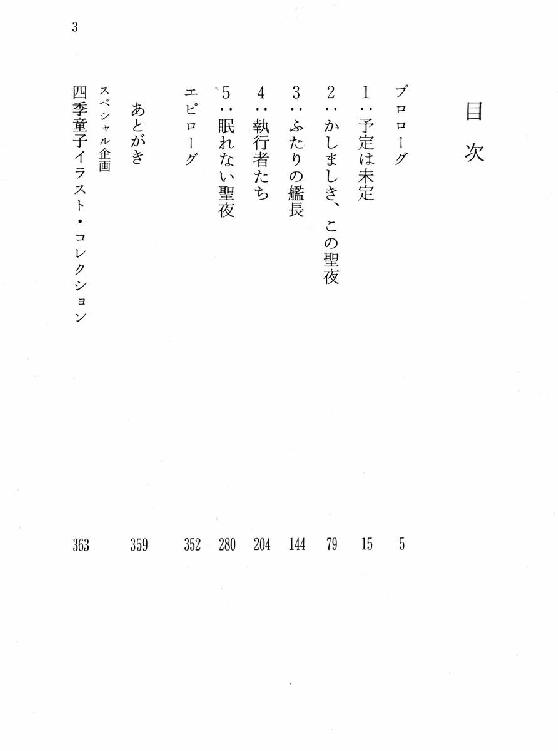 3
目次
プロローグ 5
1：予定は未定 15
2：かしましき、この聖夜 79
3：ふたりの艦長 144
4：執行者たち 204
5：眠れない聖夜 280
エピローグ 352
あとがき 359
スペシャル企画
四季童子イラスト・コレクション 363